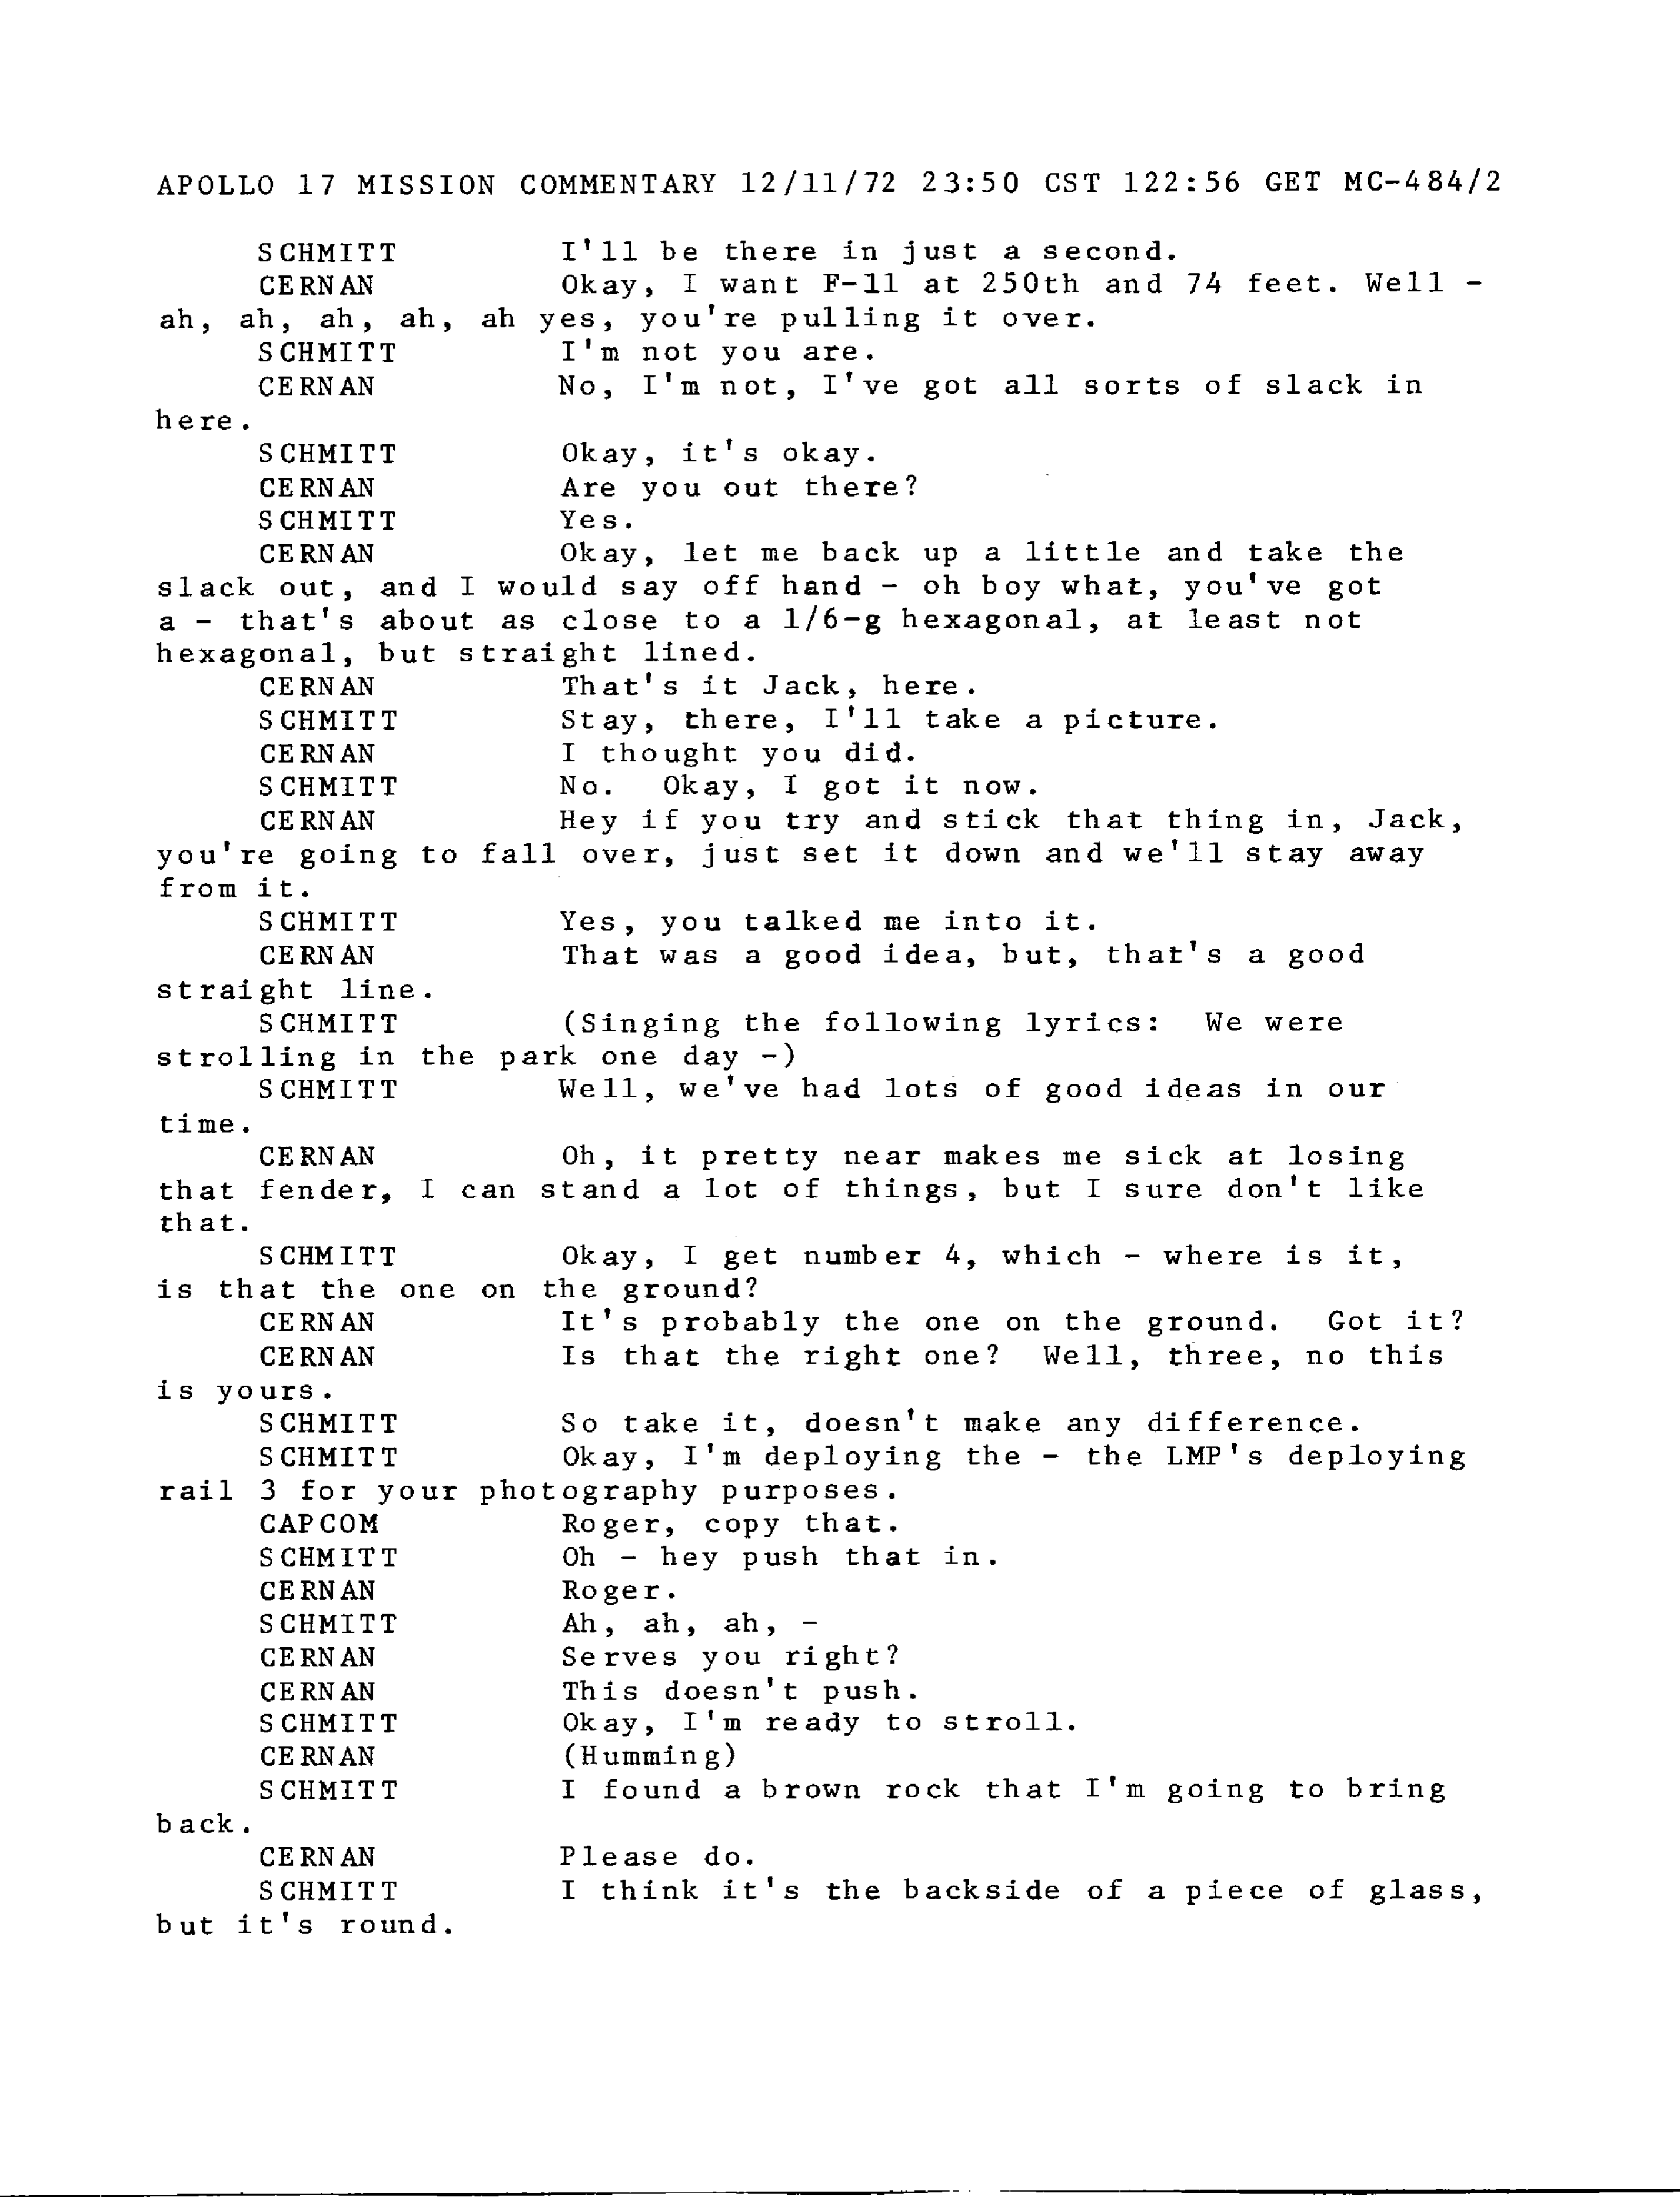 APOLLO 17 MISSION COMMENTARY 12/11/72 23:50 CST 122:56 GET MC-484/2
SCHMITT I'll be there in just a second.
CERNAN Okay, I want F-11 at 250th and 74 feet. Well -
ah, ah, ah, ah, ah yes, you're pulling it over.
SCHMITT I'm not you are.
CERNAN No, I'm not, I've got all sorts of slack in
here.
SCHMITT Okay, it's okay.
CERNAN Are you out there?
SCHMITT Yes.
CERNAN Okay, let me back up a little and take the
slack out, and I would say off hand - oh boy what, you've got
a - that's about as close to a 1/6-g hexagonal, at least not
hexagonal, but straight lined.
CERNAN That's it Jack, here.
SCHMITT Stay, there, I'll take a picture.
CERNAN I thought you did.
SCHMITT No. Okay, I got it now.
CERNAN Hey if you try and stick that thing in, Jack,
you're going to fall over, just set it down and we'll stay away
from it.
SCHMITT Yes, you talked me into it.
CERNAN That was a good idea, but, that's a good
straight line.
SCHMITT (Singing the following lyrics: We were
strolling in the park one day -)
SCHMITT Well, we've had lots of good ideas in our
time.
CERNAN Oh, it pretty near makes me sick at losing
that fender, I can stand a lot of things, but I sure don't like
that.
SCHMITT Okay, I get number 4, which - where is it,
is that the one on the ground?
CERNAN It's probably the one on the ground. Got it?
CERNAN Is that the right one? Well, three, no this
is yours.
SCHMITT So take it, doesn't make any difference.
SCHMITT Okay, I'm deploying the - the LMP's deploying
rail 3 for your photography purposes.
CAPCOM Roger, copy that.
SCHMITT Oh - hey push that in.
CERNAN Roger.
SCHMITT Ah, ah, ah, -
CERNAN Serves you right?
CERNAN This doesn't push.
SCHMITT Okay, I'm ready to stroll.
CERNAN (Humming)
SCHMITT I found a brown rock that I'm going to bring
back.
CERNAN Please do.
SCHMITT I think it's the backside of a piece of glass,
but it's round.